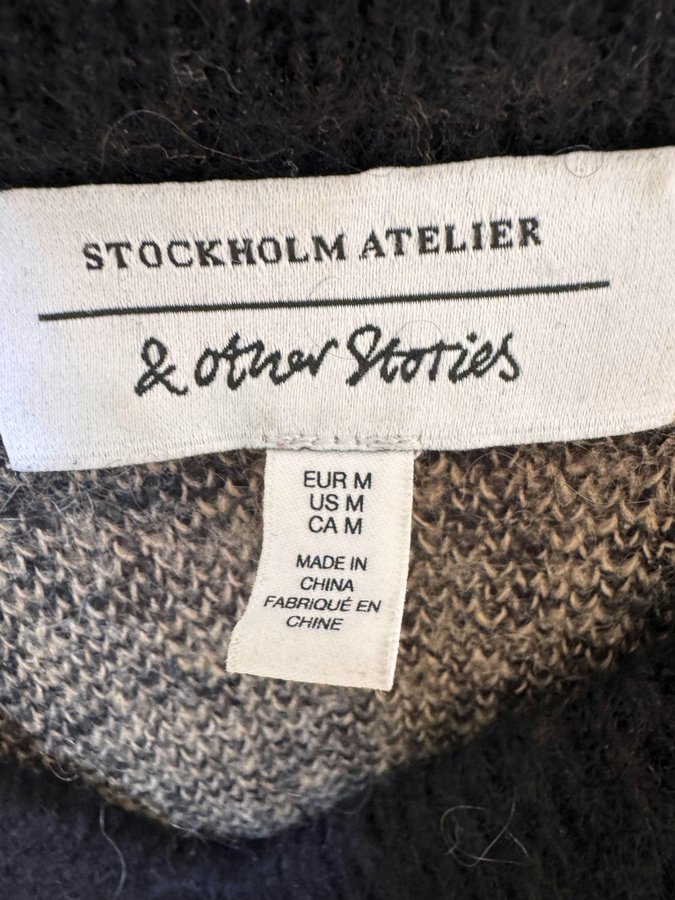 STOCKHOLM ATELIER
& other Stories
EUR M
US M
CA M
MADE IN
CHINA
FABRIQUÉ EN
CHINE